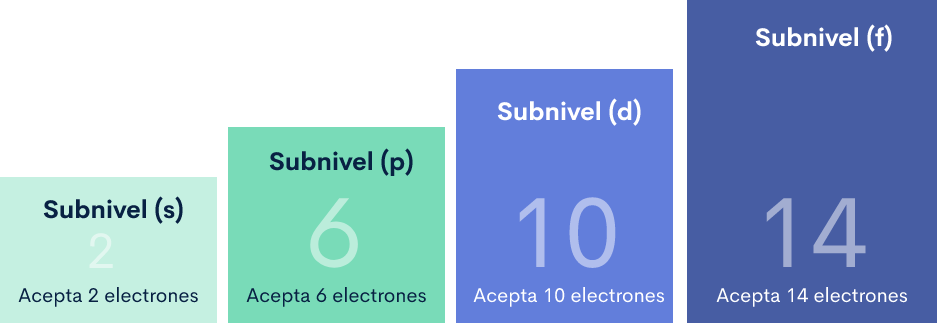 Subnivel (s)
2
Acepta 2 electrones
Subnivel (p)
6
Acepta 6 electrones
Subnivel (d)
10
Acepta 10 electrones
Subnivel (f)
14
Acepta 14 electrones